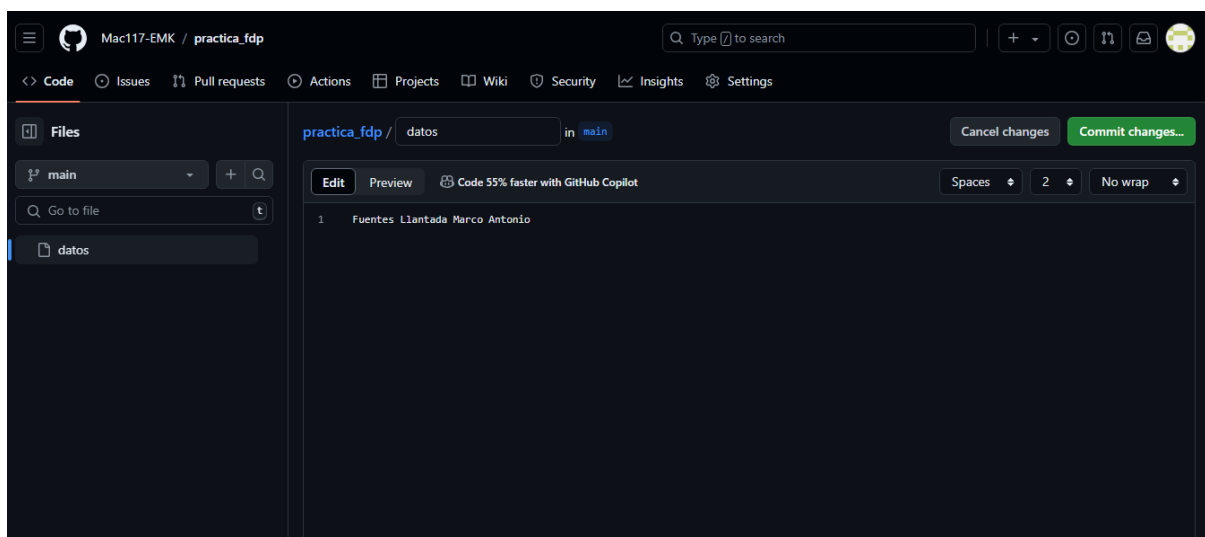 Mac117-EMK / practica_fdp
Type / to search
Code Issues Pull requests Actions Projects Wiki Security Insights Settings
Files
main
Go to file t
datos
practica_fdp / datos in main
Cancel changes Commit changes...
Edit Preview Code 55% faster with GitHub Copilot
Spaces 2 No wrap
1 Fuentes Llantada Marco Antonio